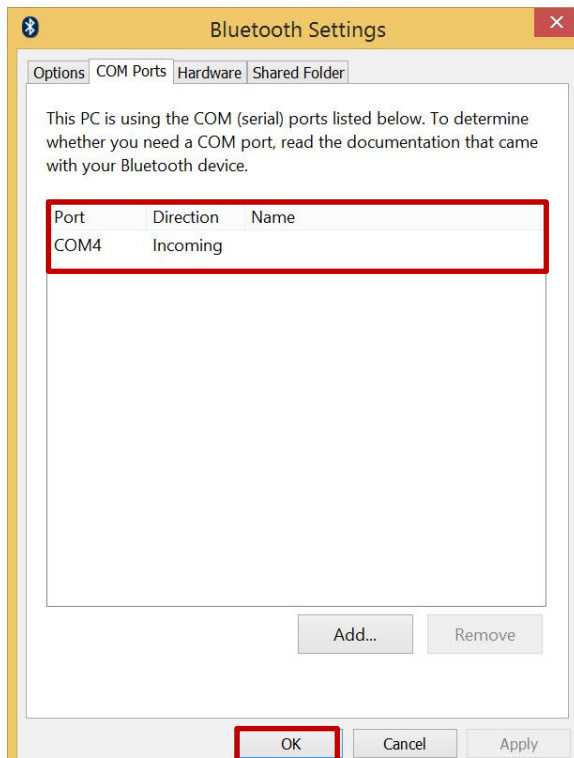 Bluetooth Settings
Options COM Ports Hardware Shared Folder
This PC is using the COM (serial) ports listed below. To determine
whether you need a COM port, read the documentation that came
with your Bluetooth device.
Port Direction Name
COM4 Incoming
Add... Remove
OK Cancel Apply